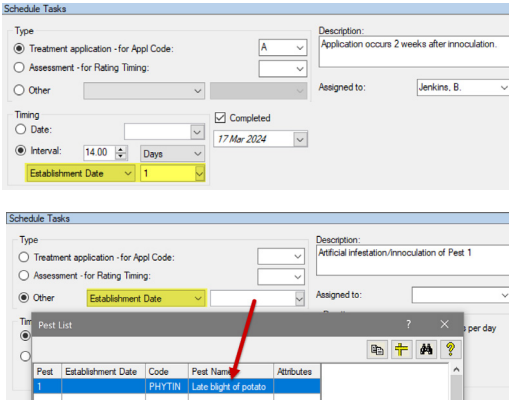 Schedule Tasks
Type
Treatment application - for Appl Code: A
Assessment - for Rating Timing:
Other
Description:
Application occurs 2 weeks after innoculation.
Assigned to: Jenkins, B.
Timing
Date:
Interval: 14.00 Days
Establishment Date 1
Completed
17 Mar 2024
Schedule Tasks
Type
Treatment application - for Appl Code:
Assessment - for Rating Timing:
Other Establishment Date
Description:
Artificial infestation/innoculation of Pest 1
Assigned to:
s per day
Pest List ? ×
Pest Establishment Date Code Pest Name Attributes
1 PHYTIN Late blight of potato